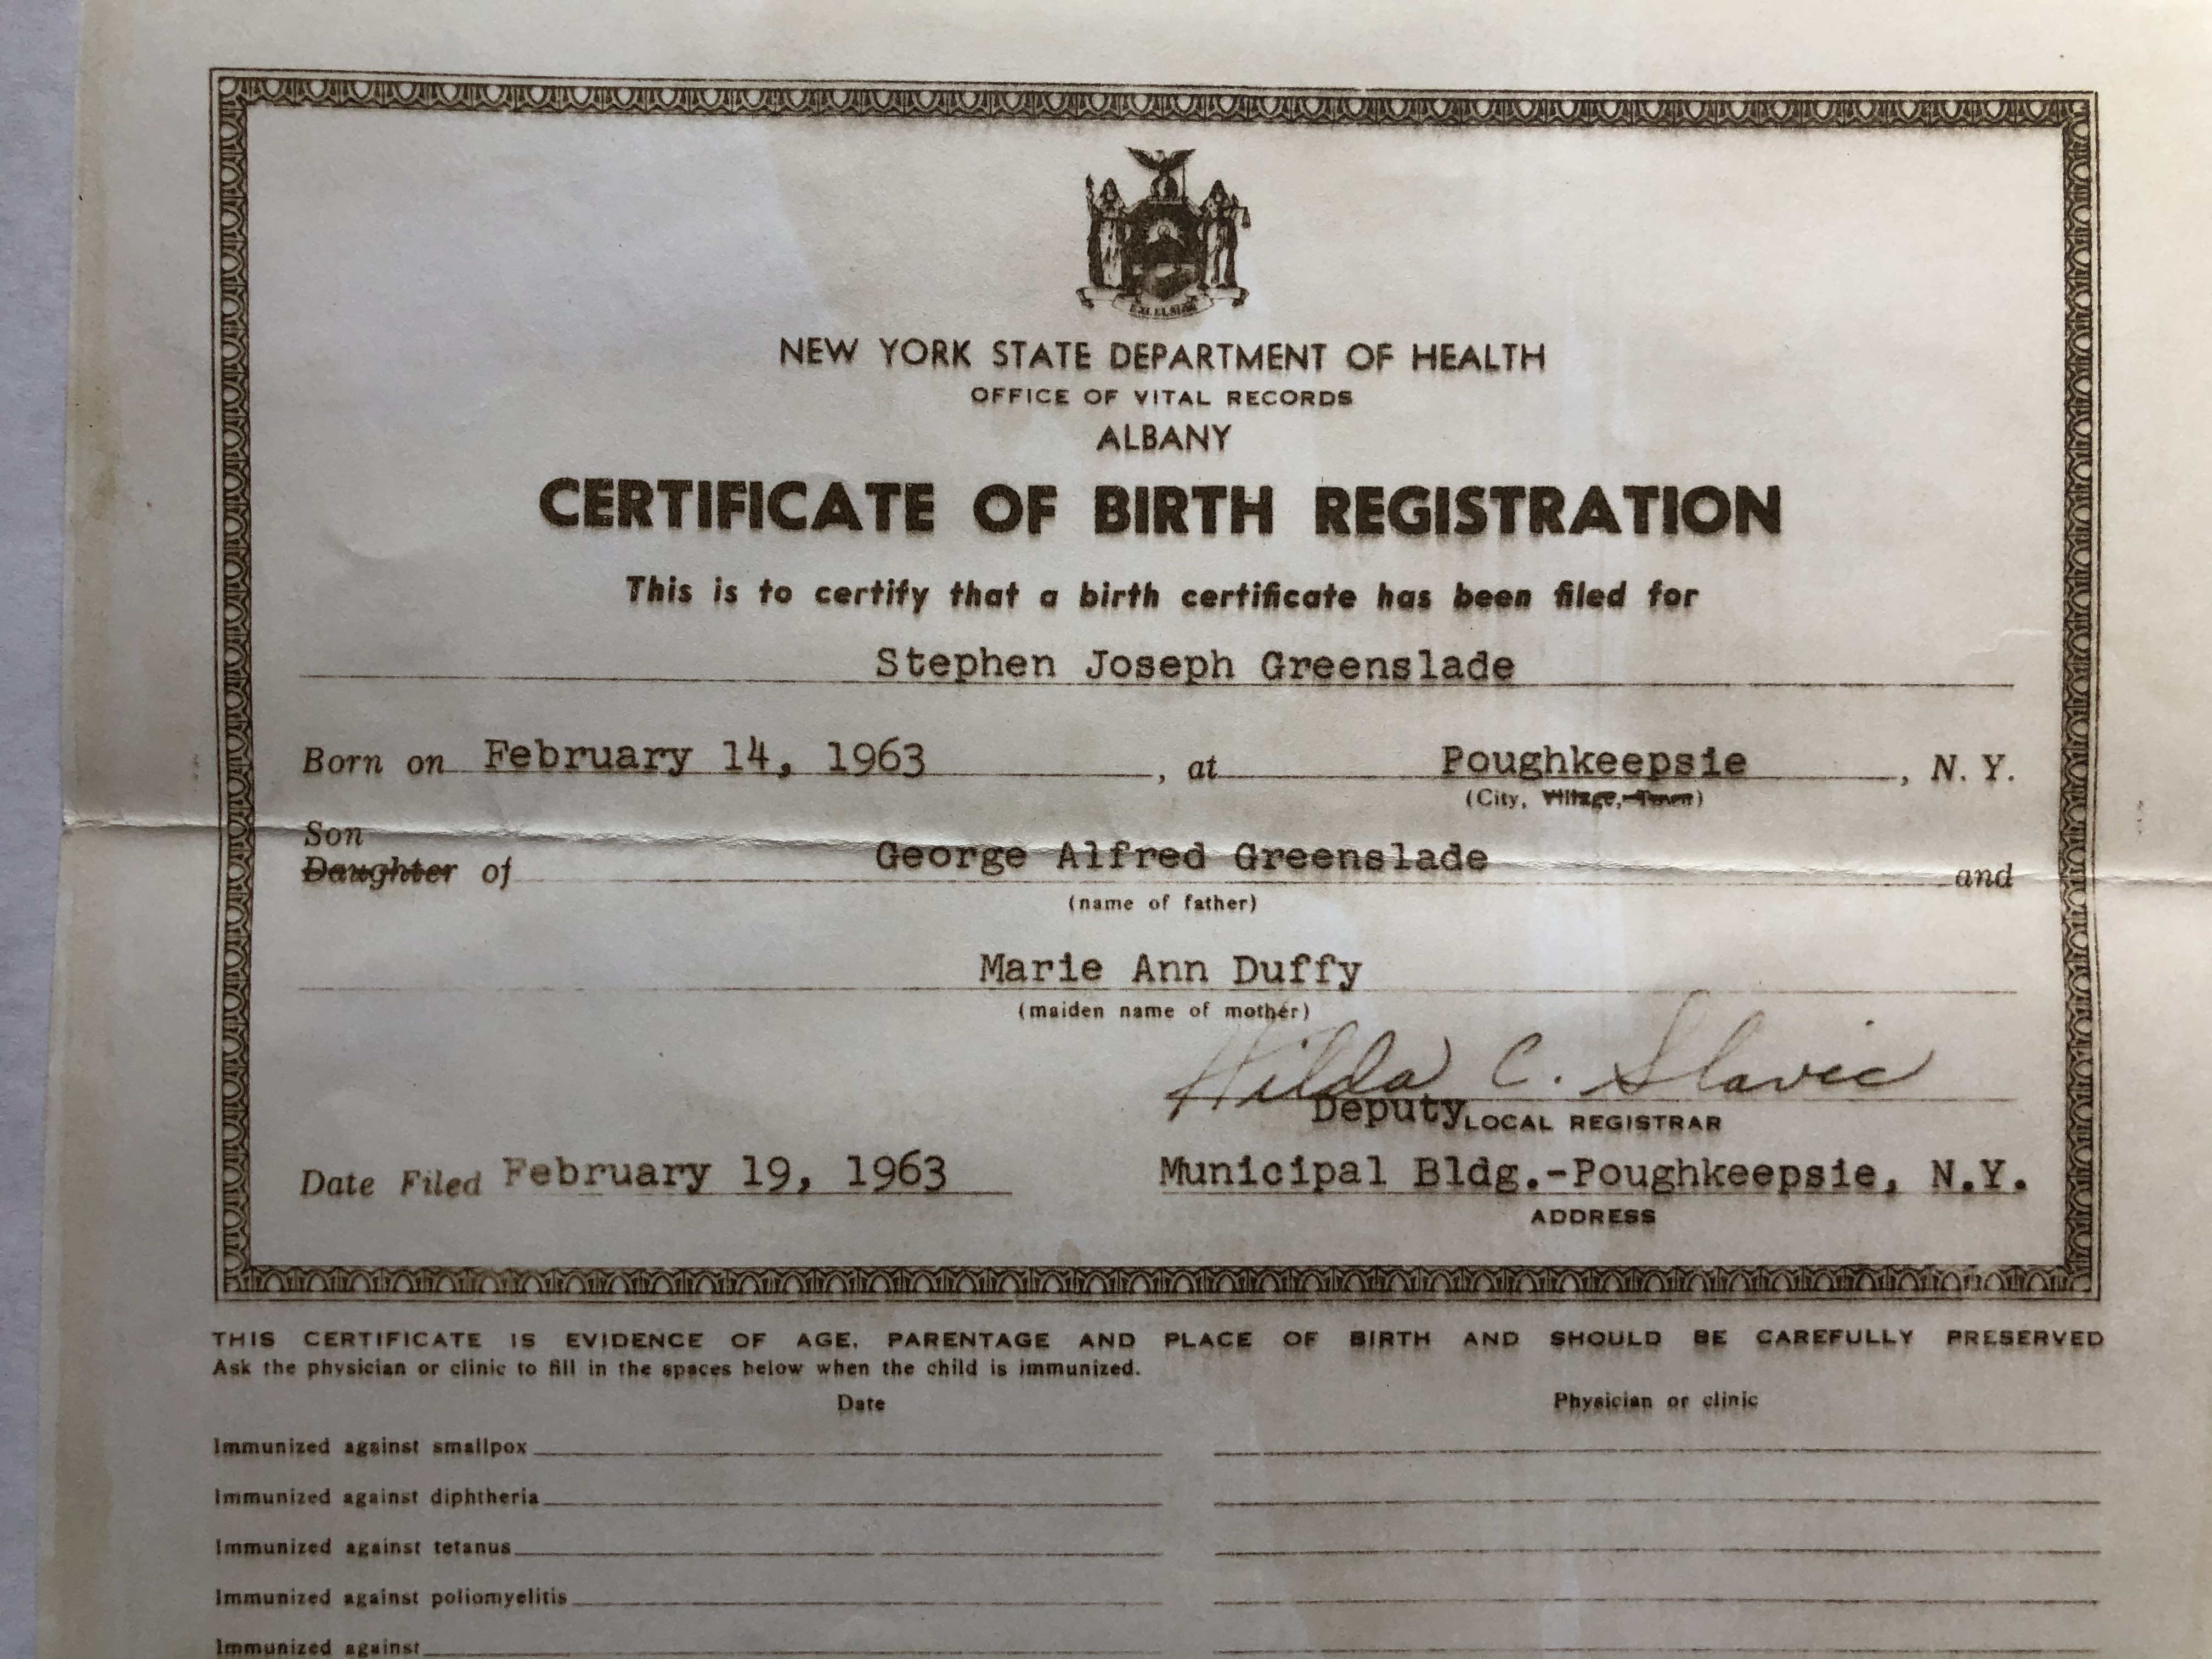 EXCELSIOR
NEW YORK STATE DEPARTMENT OF HEALTH
OFFICE OF VITAL RECORDS
ALBANY
CERTIFICATE OF BIRTH REGISTRATION
This is to certify that a birth certificate has been filed for
Stephen Joseph Greenslade
Born on February 14, 1963, at Poughkeepsie, N. Y.
(City, Village, Town)
Son
Daughter of George Alfred Greenslade and
(name of father)
Marie Ann Duffy
(maiden name of mother)
Hilda C. Slavic
Deputy LOCAL REGISTRAR
Date Filed February 19, 1963 Municipal Bldg.-Poughkeepsie, N.Y.
ADDRESS
THIS CERTIFICATE IS EVIDENCE OF AGE, PARENTAGE AND PLACE OF BIRTH AND SHOULD BE CAREFULLY PRESERVED
Ask the physician or clinic to fill in the spaces below when the child is immunized.
Date Physician or clinic
Immunized against smallpox
Immunized against diphtheria
Immunized against tetanus
Immunized against poliomyelitis
Immunized against